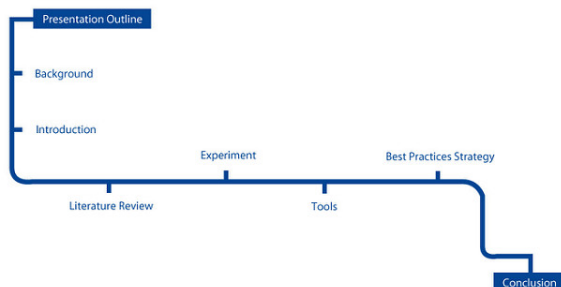 Presentation Outline
Background
Introduction
Literature Review
Experiment
Tools
Best Practices Strategy
Conclusion